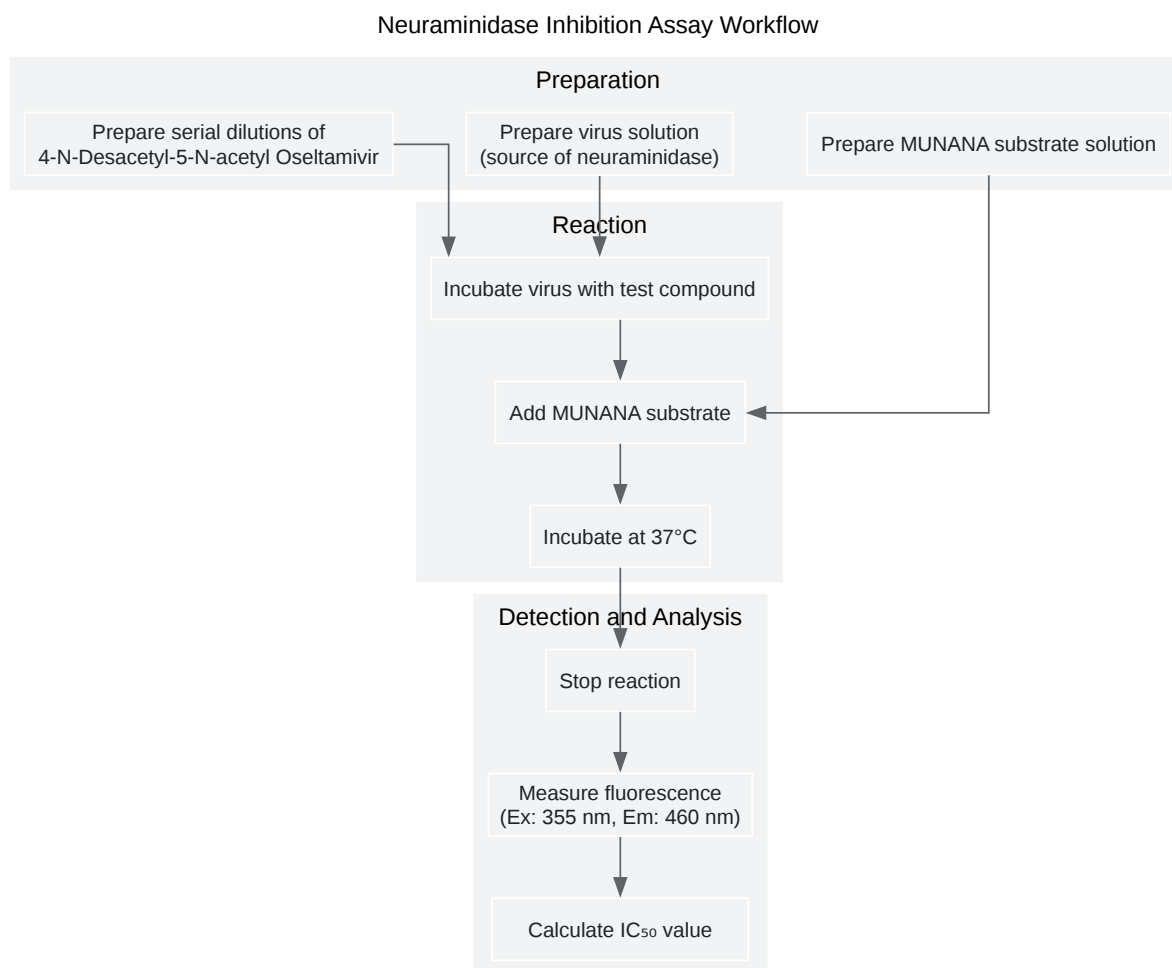 Neuraminidase Inhibition Assay Workflow
Preparation
Prepare serial dilutions of
4-N-Desacetyl-5-N-acetyl Oseltamivir
Prepare virus solution
(source of neuraminidase)
Prepare MUNANA substrate solution
Reaction
Incubate virus with test compound
Add MUNANA substrate
Incubate at 37°C
Detection and Analysis
Stop reaction
Measure fluorescence
(Ex: 355 nm, Em: 460 nm)
Calculate IC₅₀ value